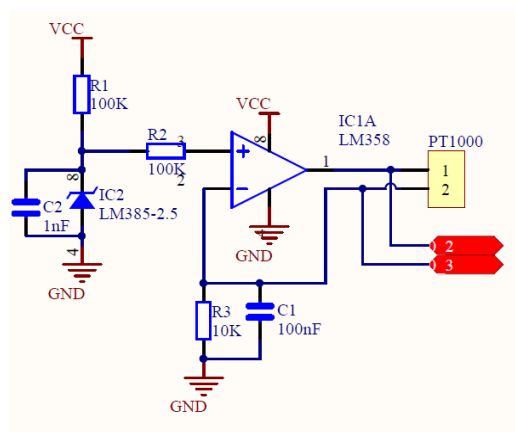 VCC
R1
100K
R2
100K
3
2
VCC
8
IC1A
LM358
1
PT1000
1
2
8
IC2
LM385-2.5
C2
1nF
4
GND
4
GND
2
3
R3
10K
C1
100nF
GND